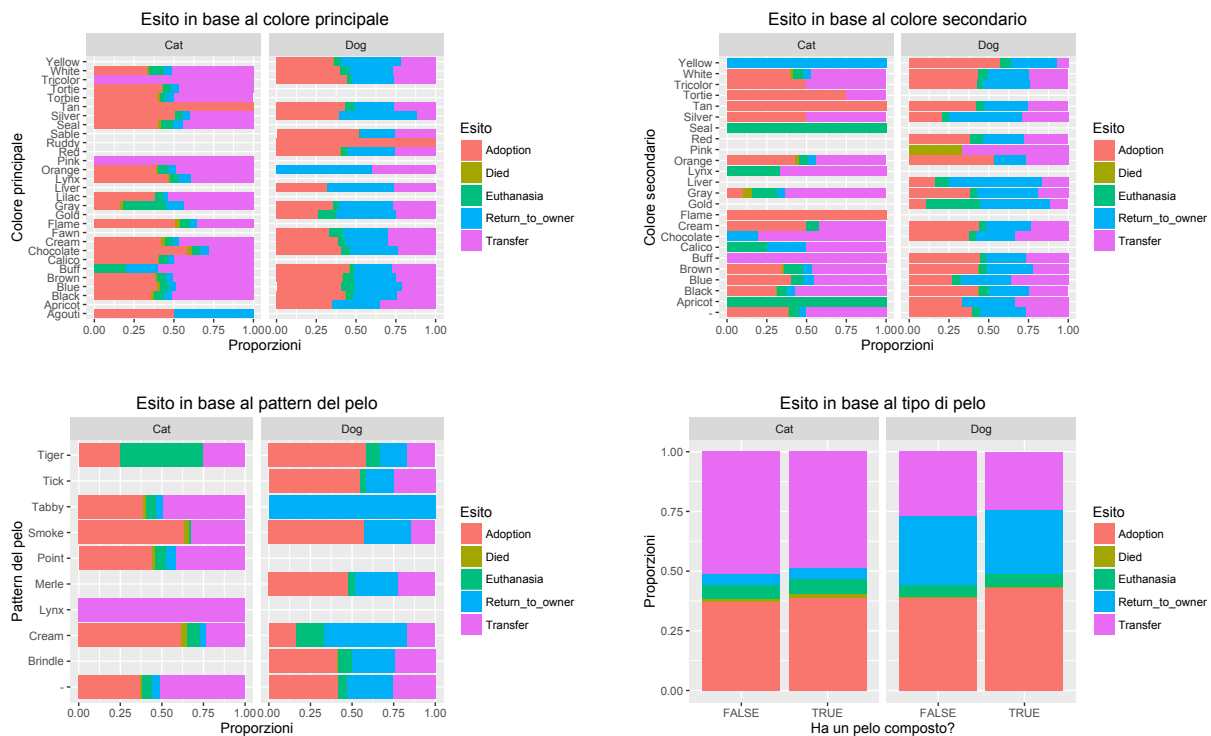 Esito in base al colore principale
Cat Dog
Colore principale
Yellow
White
Tricolor
Tortie
Torbie
Tan
Silver
Seal
Sable
Ruddy
Red
Pink
Orange
Lynx
Liver
Lilac
Gray
Gold
Flame
Fawn
Cream
Chocolate
Calico
Buff
Brown
Blue
Black
Apricot
Agouti
0.00 0.25 0.50 0.75 1.00 0.00 0.25 0.50 0.75 1.00
Proporzioni
Esito
Adoption
Died
Euthanasia
Return_to_owner
Transfer
Esito in base al colore secondario
Cat Dog
Colore secondario
Yellow
White
Tricolor
Tortie
Tan
Silver
Seal
Red
Pink
Orange
Lynx
Liver
Gray
Gold
Flame
Cream
Chocolate
Calico
Buff
Brown
Blue
Black
Apricot
-
0.00 0.25 0.50 0.75 1.00 0.00 0.25 0.50 0.75 1.00
Proporzioni
Esito
Adoption
Died
Euthanasia
Return_to_owner
Transfer
Esito in base al pattern del pelo
Cat Dog
Pattern del pelo
Tiger
Tick
Tabby
Smoke
Point
Merle
Lynx
Cream
Brindle
-
0.00 0.25 0.50 0.75 1.00 0.00 0.25 0.50 0.75 1.00
Proporzioni
Esito
Adoption
Died
Euthanasia
Return_to_owner
Transfer
Esito in base al tipo di pelo
Cat Dog
Proporzioni
1.00
0.75
0.50
0.25
0.00
FALSE TRUE FALSE TRUE
Ha un pelo composto?
Esito
Adoption
Died
Euthanasia
Return_to_owner
Transfer